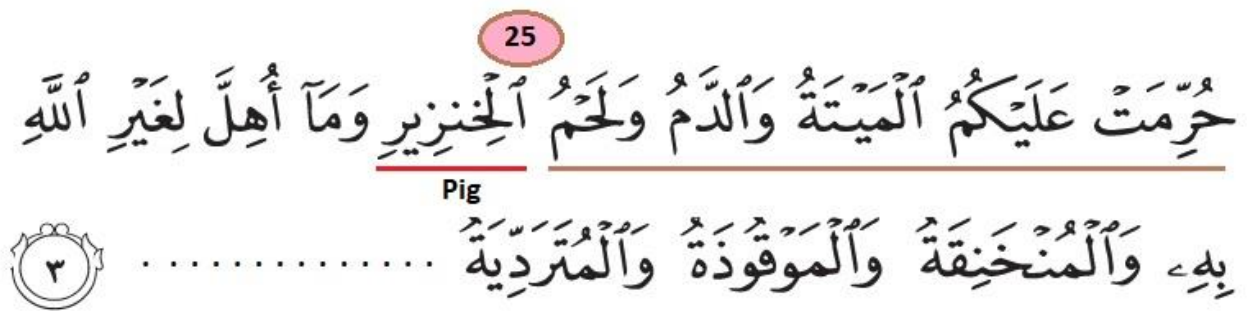 25
حُرِّمَتْ عَلَيْكُمُ ٱلْمَيْتَةُ وَٱلدَّمُ وَلَحْمُ ٱلْخِنزِيرِ وَمَآ أُهِلَّ لِغَيْرِ ٱللَّهِ
Pig
بِهِۦ وَٱلْمُنْخَنِقَةُ وَٱلْمَوْقُوذَةُ وَٱلْمُتَرَدِّيَةُ .............. ٣